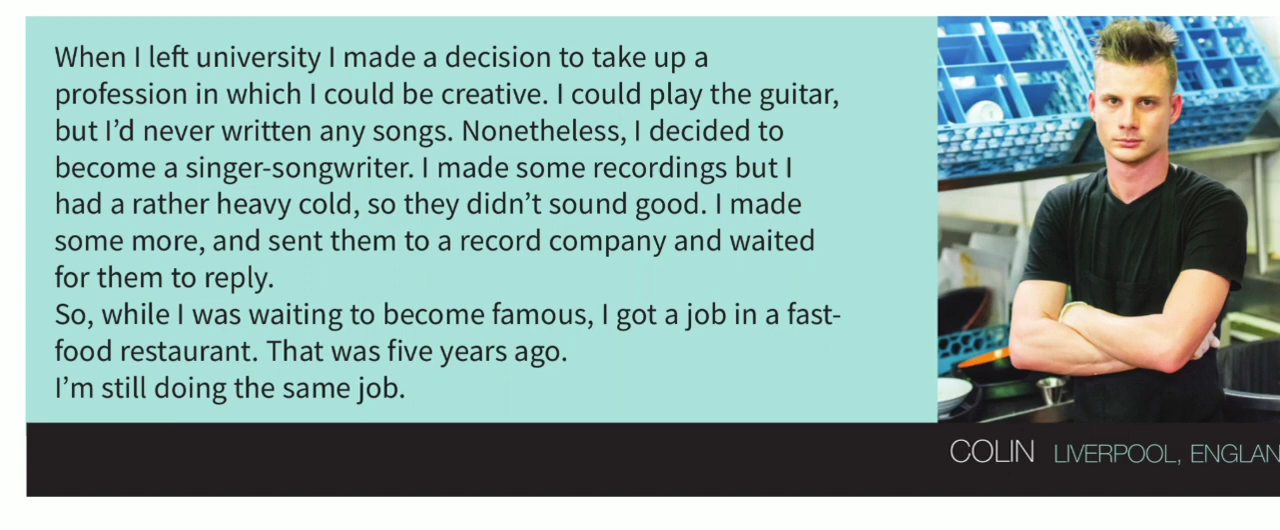 When I left university I made a decision to take up a
profession in which I could be creative. I could play the guitar,
but I’d never written any songs. Nonetheless, I decided to
become a singer-songwriter. I made some recordings but I
had a rather heavy cold, so they didn’t sound good. I made
some more, and sent them to a record company and waited
for them to reply.
So, while I was waiting to become famous, I got a job in a fast-
food restaurant. That was five years ago.
I’m still doing the same job.
COLIN LIVERPOOL, ENGLAN